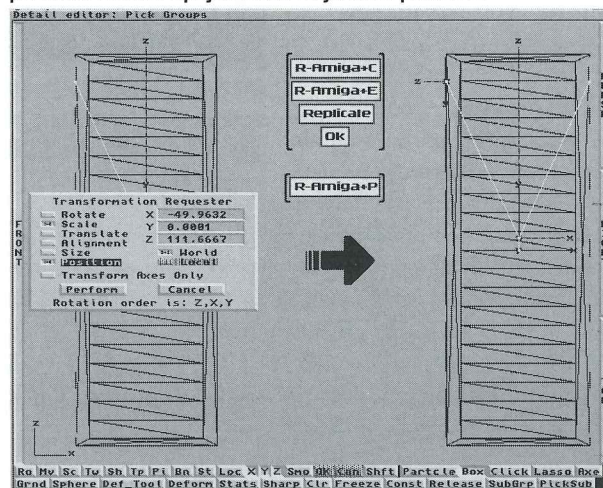 Detail editor: Pick Groups
z
z
R-Amiga+C
R-Amiga+E
Replicate
OK
z
Y
R-Amiga+P
Transformation Requester
Rotate X -49.9632
Scale Y 0.0001
Translate Z 111.6667
Alignment
Size World
Position Local
Transform Axes Only
Perform Cancel
Rotation order is: Z,X,Y
FRONT
x
z
x
Ro Mv Sc Tw Sh Tp Pi Bn St Loc X Y Z Smo OK Can Shft Partcle Box Click Lasso Axe
Grnd Sphere Def_Tool Deform Stats Sharp Clr Freeze Const Release SubGrp PickSub